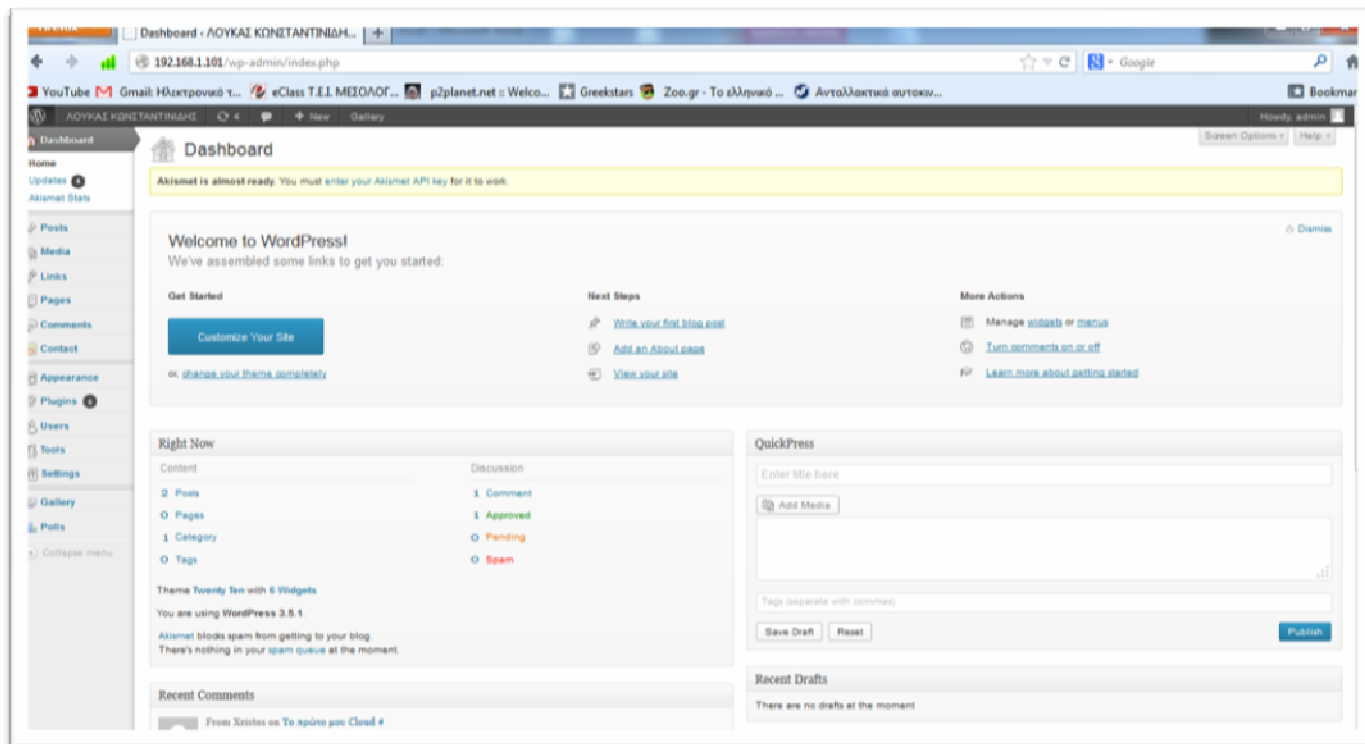 Firefox
Dashboard ‹ ΛΟΥΚΑΣ ΚΩΝΣΤΑΝΤΙΝΙΔΗ...
192.168.1.101/wp-admin/index.php
Google
YouTube
Gmail: Ηλεκτρονικό τ...
eClass Τ.Ε.Ι. ΜΕΣΟΛΟΓ...
p2planet.net :: Welco...
Greekstars
Zoo.gr - Το ελληνικό ...
Ανταλλακτικά αυτοκιν...
Bookmar
ΛΟΥΚΑΣ ΚΩΝΣΤΑΝΤΙΝΙΔΗΣ
4
New
Gallery
Howdy, admin
Screen Options
Help
Dashboard
Home
Updates
Akismet Stats
Posts
Media
Links
Pages
Comments
Contact
Appearance
Plugins
Users
Tools
Settings
Gallery
Polls
Collapse menu
Dashboard
Akismet is almost ready. You must enter your Akismet API key for it to work.
Welcome to WordPress!
We've assembled some links to get you started:
Dismiss
Get Started
Customize Your Site
or, change your theme completely
Next Steps
Write your first blog post
Add an About page
View your site
More Actions
Manage widgets or menus
Turn comments on or off
Learn more about getting started
Right Now
Content
2 Posts
0 Pages
1 Category
0 Tags
Discussion
1 Comment
1 Approved
0 Pending
0 Spam
Theme Twenty Ten with 6 Widgets
You are using WordPress 3.5.1.
Akismet blocks spam from getting to your blog.
There's nothing in your spam queue at the moment.
Recent Comments
From Xristos on Το πρώτο μου Cloud #
QuickPress
Enter title here
Add Media
Tags (separate with commas)
Save Draft
Reset
Publish
Recent Drafts
There are no drafts at the moment